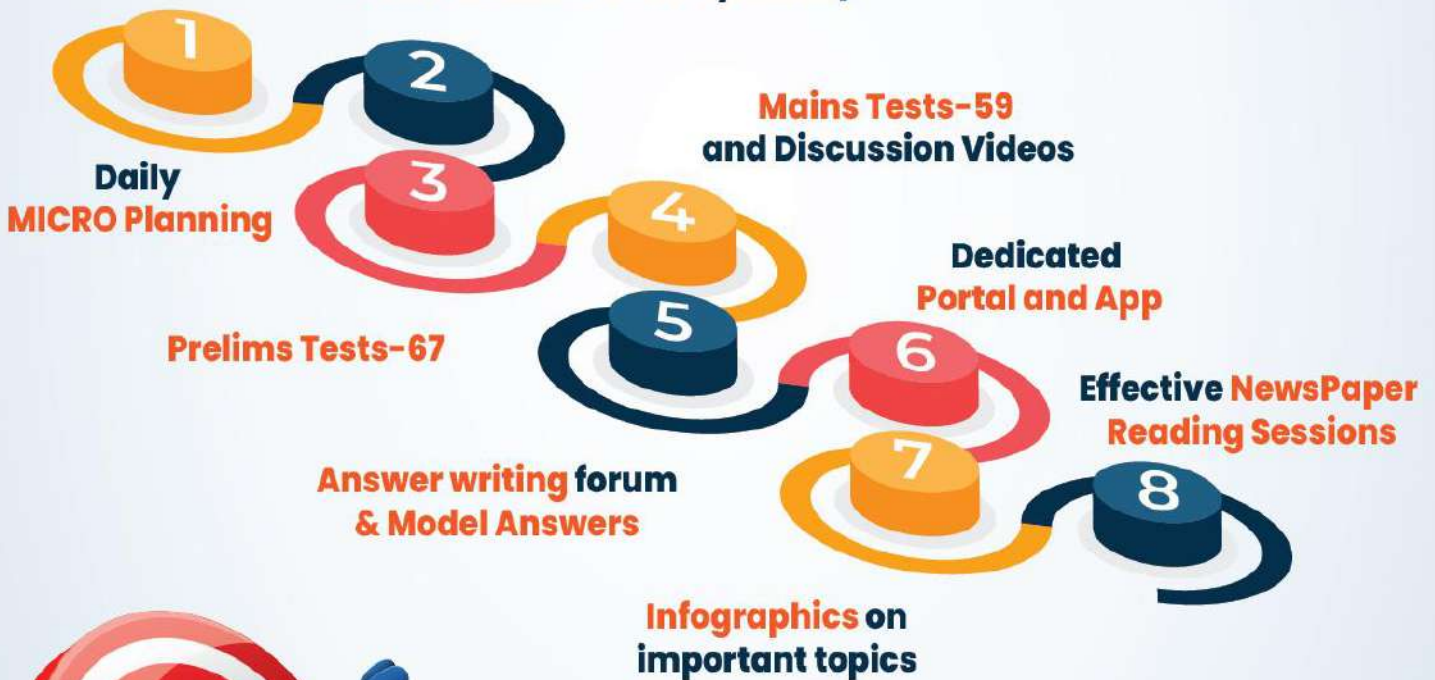 1
2
Mains Tests-59
and Discussion Videos
Daily
MICRO Planning
3
4
Dedicated
Portal and App
Prelims Tests-67
5
6
Effective NewsPaper
Reading Sessions
Answer writing forum
& Model Answers
7
8
Infographics on
important topics